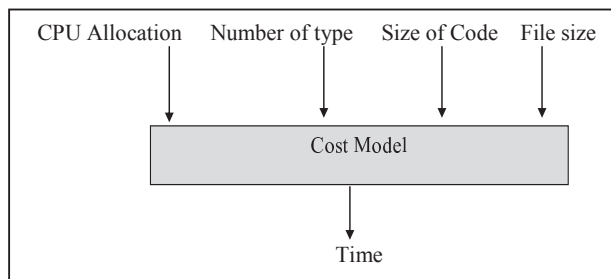 CPU Allocation Number of type Size of Code File size
Cost Model
Time